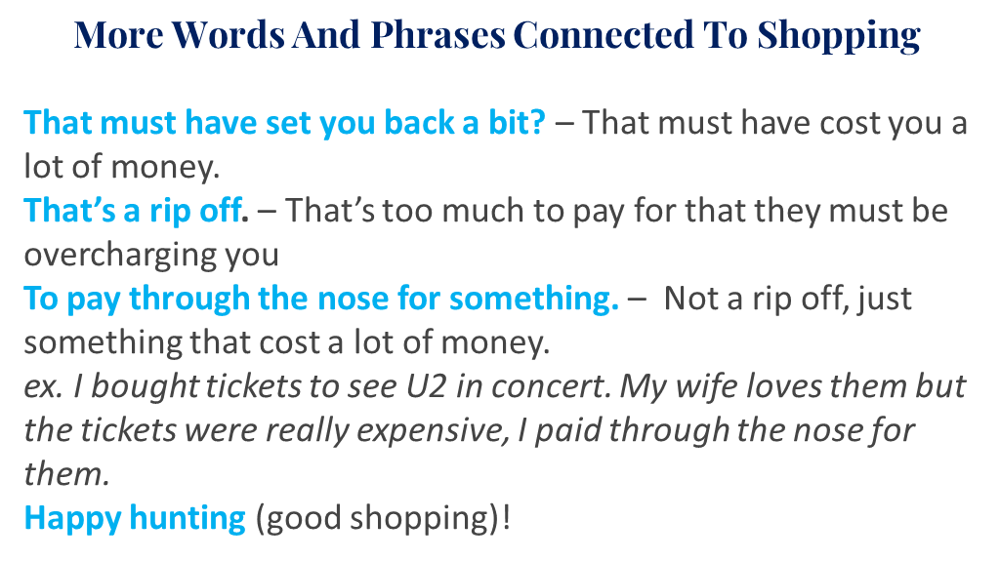 More Words And Phrases Connected To Shopping
That must have set you back a bit? – That must have cost you a
lot of money.
That’s a rip off. – That’s too much to pay for that they must be
overcharging you
To pay through the nose for something. – Not a rip off, just
something that cost a lot of money.
ex. I bought tickets to see U2 in concert. My wife loves them but
the tickets were really expensive, I paid through the nose for
them.
Happy hunting (good shopping)!